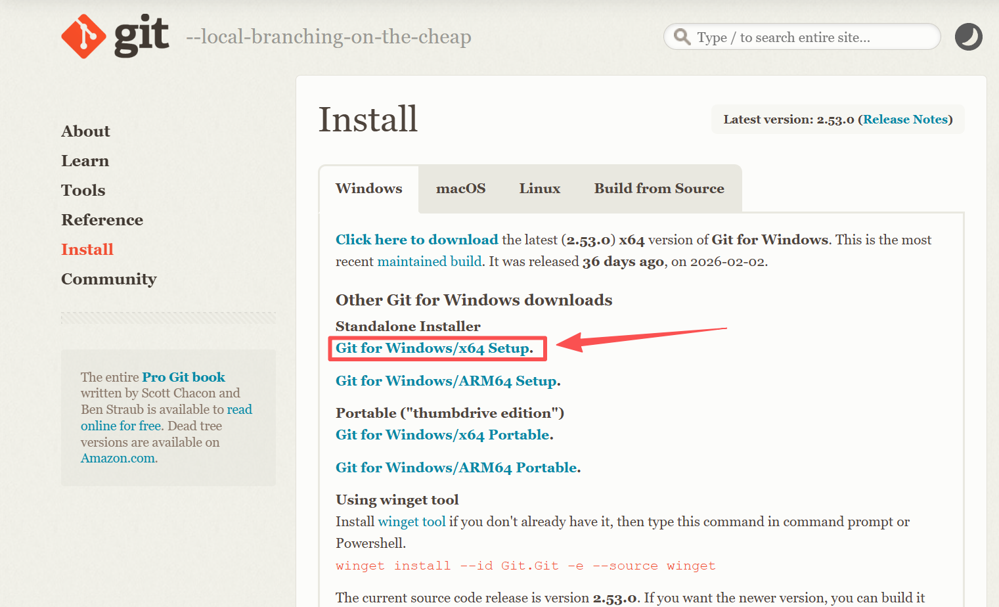 git --local-branching-on-the-cheap
Type / to search entire site...
About
Learn
Tools
Reference
Install
Community
The entire Pro Git book
written by Scott Chacon and
Ben Straub is available to read
online for free. Dead tree
versions are available on
Amazon.com.
Install
Latest version: 2.53.0 (Release Notes)
Windows
macOS
Linux
Build from Source
Click here to download the latest (2.53.0) x64 version of Git for Windows. This is the most
recent maintained build. It was released 36 days ago, on 2026-02-02.
Other Git for Windows downloads
Standalone Installer
Git for Windows/x64 Setup.
Git for Windows/ARM64 Setup.
Portable ("thumbdrive edition")
Git for Windows/x64 Portable.
Git for Windows/ARM64 Portable.
Using winget tool
Install winget tool if you don't already have it, then type this command in command prompt or
Powershell.
winget install --id Git.Git -e --source winget
The current source code release is version 2.53.0. If you want the newer version, you can build it